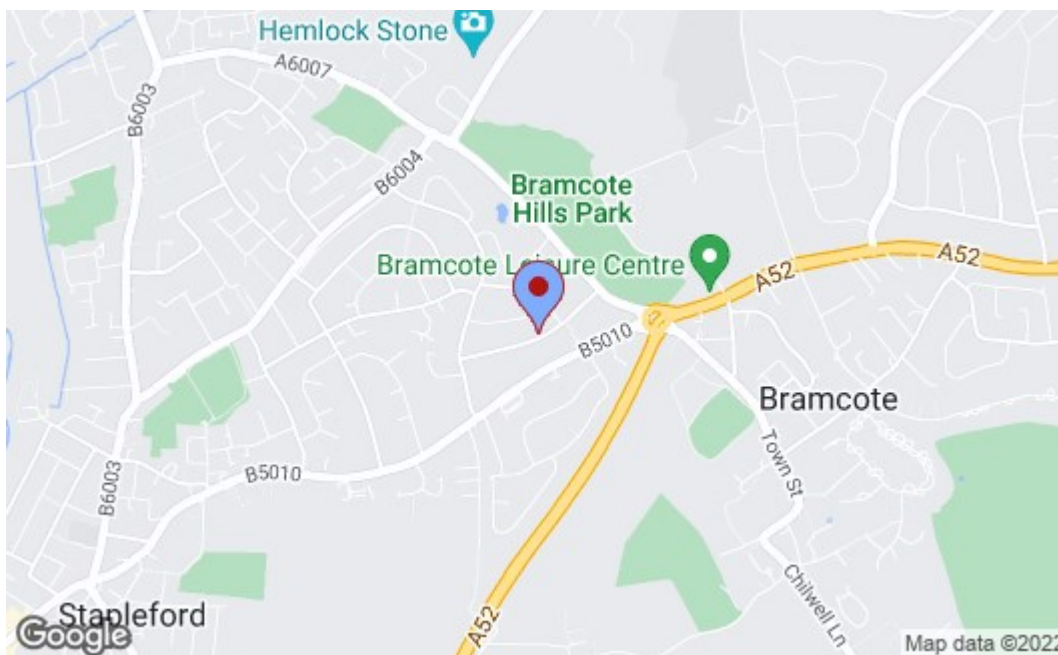 Hemlock Stone
A6007
B6003
B6004
Bramcote
Hills Park
Bramcote Leisure Centre
A52
A52
B5010
Bramcote
Town St
B5010
B6003
Chilwell Ln
A52
Stapleford
Google
Map data ©2022